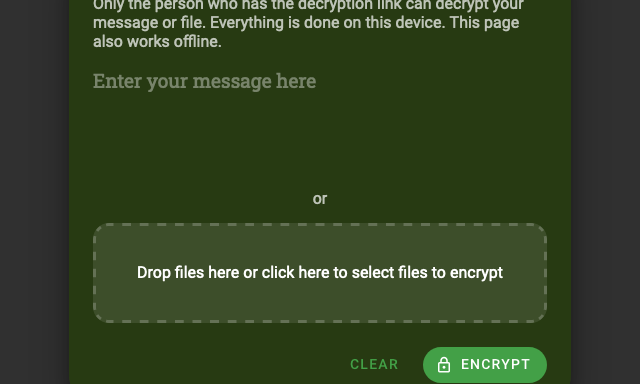 Only the person who has the decryption link can decrypt your
message or file. Everything is done on this device. This page
also works offline.
Enter your message here
or
Drop files here or click here to select files to encrypt
CLEAR
ENCRYPT